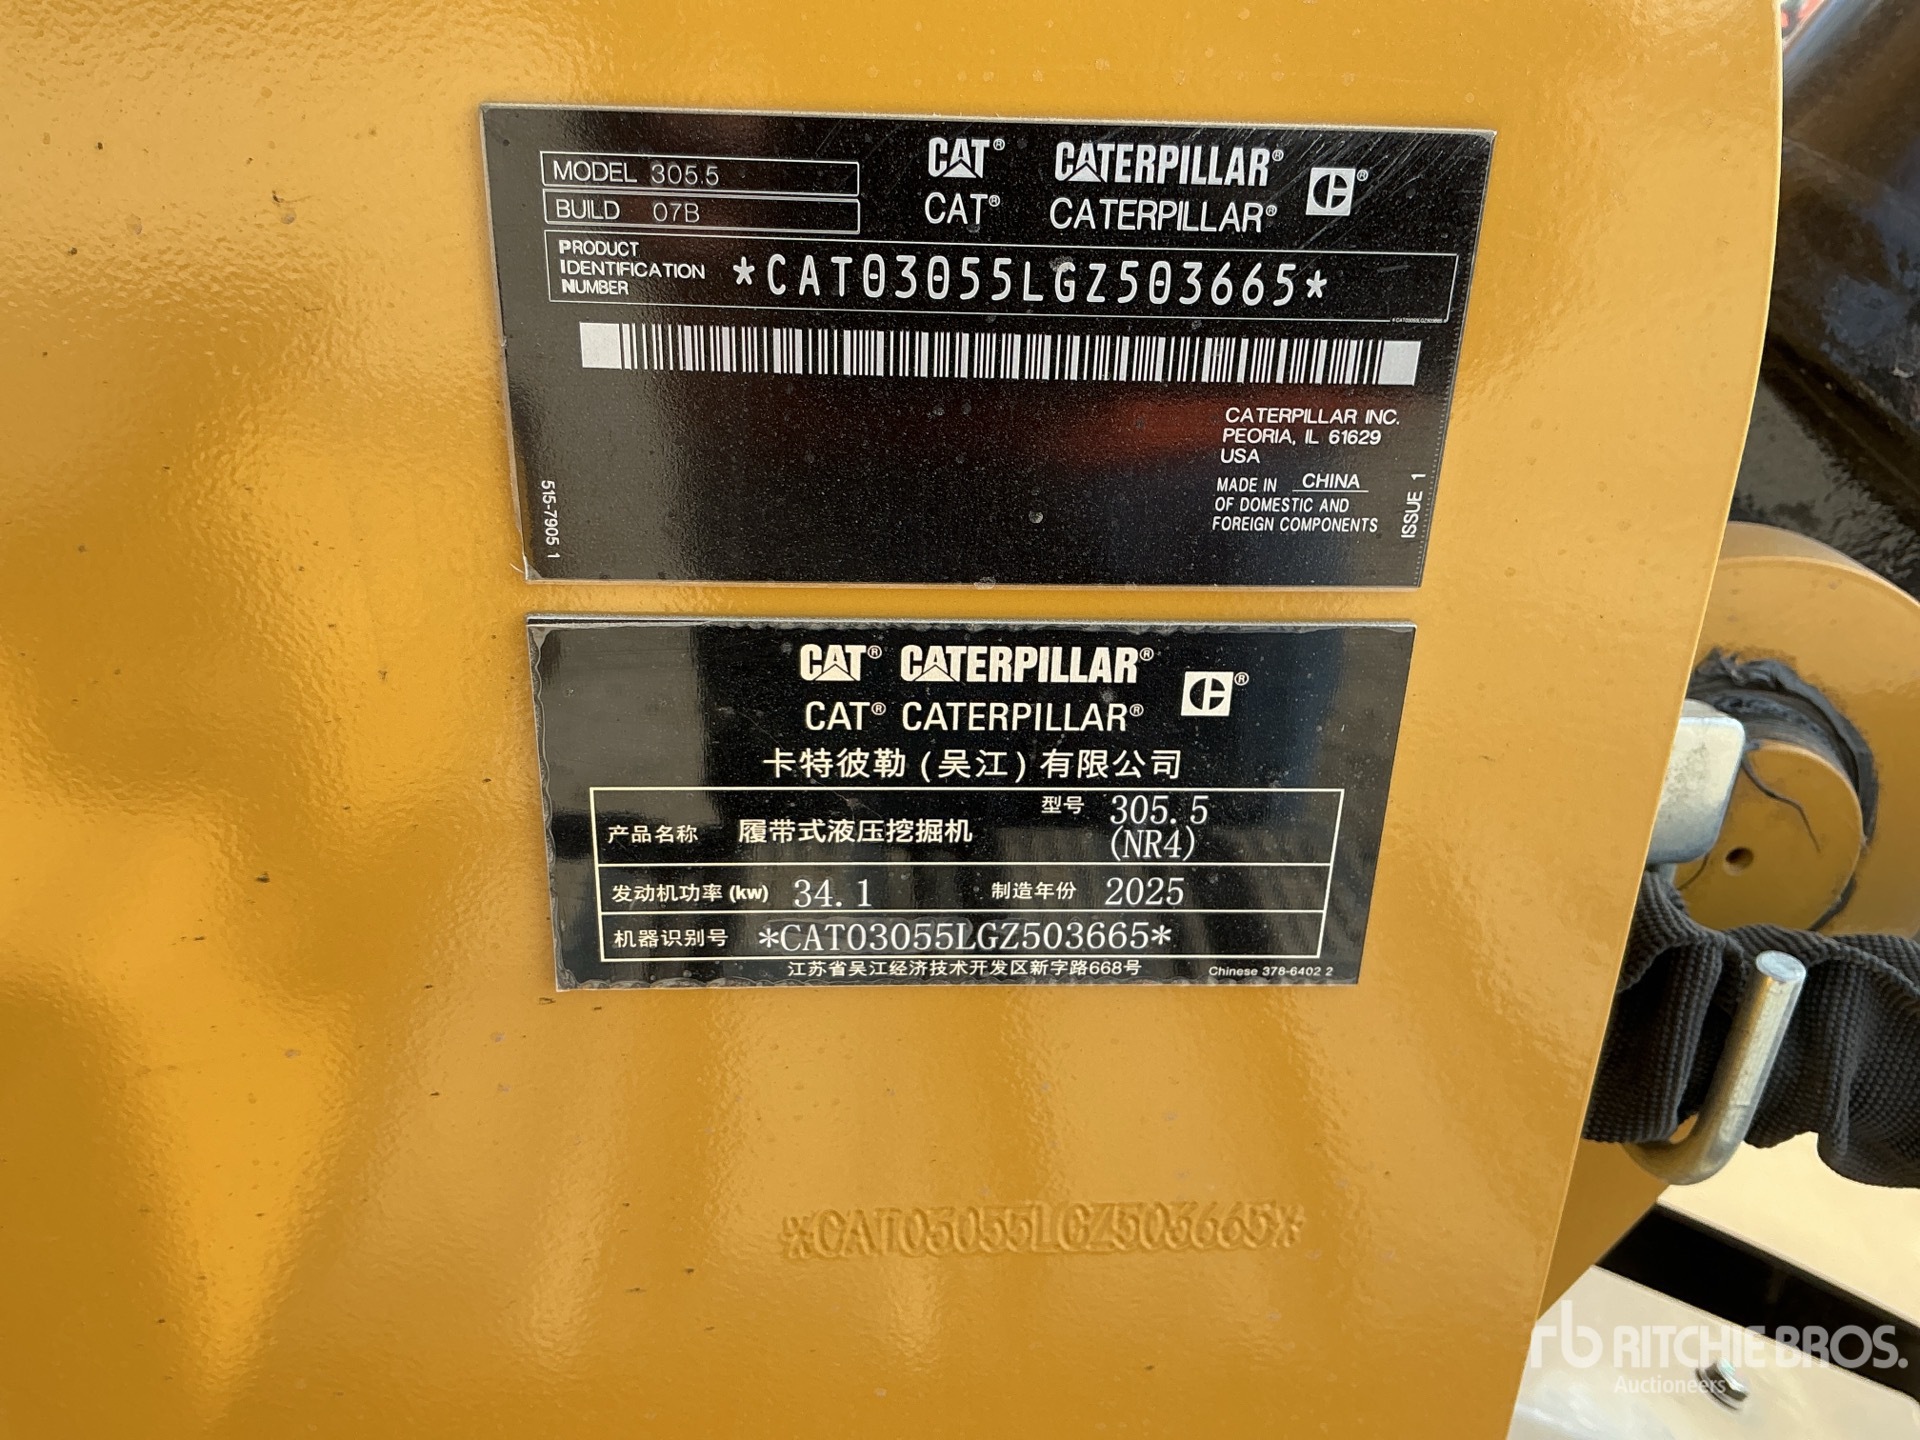 MODEL 305.5
BUILD 07B
CAT® CATERPILLAR®
CAT® CATERPILLAR®
PRODUCT
IDENTIFICATION
NUMBER
*CAT03055LGZ503665*
*CAT03055LGZ503665*
CATERPILLAR INC.
PEORIA, IL 61629
USA
MADE IN CHINA
OF DOMESTIC AND
FOREIGN COMPONENTS
ISSUE 1
515-7905 1
CAT® CATERPILLAR®
CAT® CATERPILLAR®
卡特彼勒(吴江)有限公司
产品名称 履带式液压挖掘机 型号 305.5
(NR4)
发动机功率(kw) 34.1 制造年份 2025
机器识别号 *CAT03055LGZ503665*
江苏省吴江经济技术开发区新字路668号
Chinese 378-6402 2
*CAT03055LGZ503665*
rb RITCHIE BROS.
Auctioneers